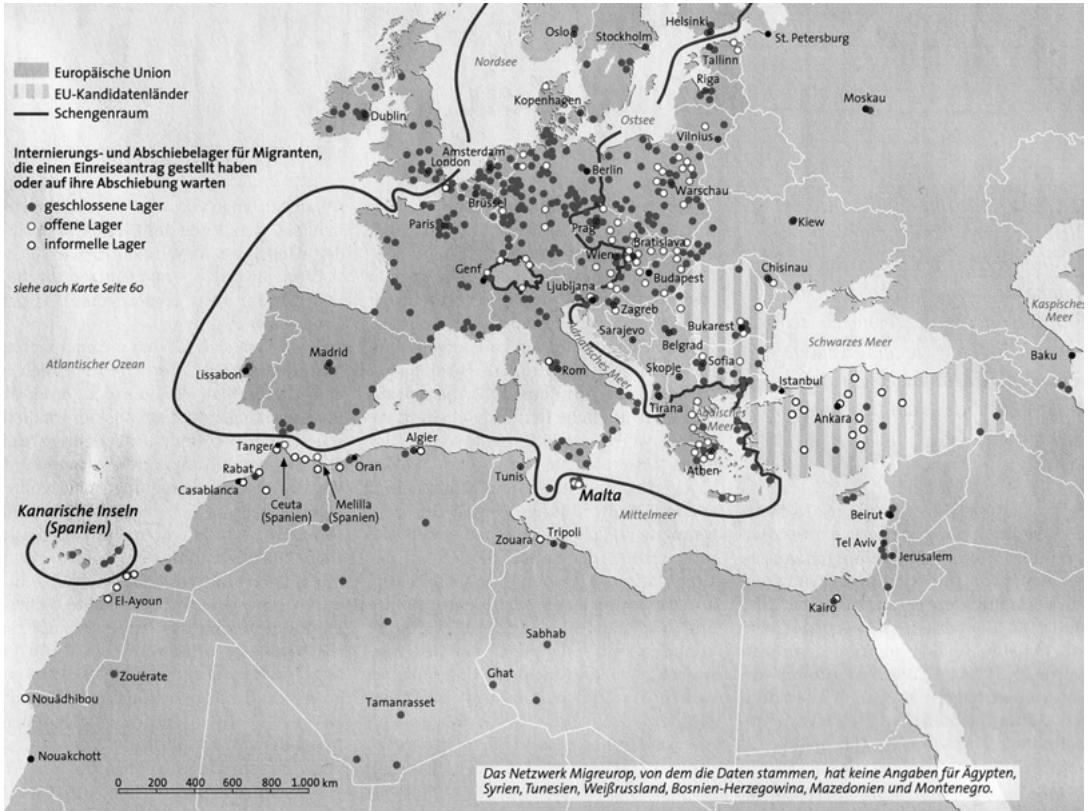 Europäische Union
EU-Kandidatenländer
Schengenraum
Internierungs- und Abschiebelager für Migranten,
die einen Einreiseantrag gestellt haben
oder auf ihre Abschiebung warten
geschlossene Lager
offene Lager
informelle Lager
siehe auch Karte Seite 60
Oslo
Stockholm
Helsinki
St. Petersburg
Tallinn
Nordsee
Riga
Moskau
Kopenhagen
Ostsee
Dublin
Vilnius
Amsterdam
London
Berlin
Brüssel
Warschau
Paris
Prag
Kiew
Bratislava
Wien
Genf
Budapest
Chisinau
Ljubljana
Zagreb
Kaspisches
Meer
Sarajevo
Bukarest
Belgrad
Schwarzes Meer
Adriatisches Meer
Atlantischer Ozean
Madrid
Lissabon
Rom
Skopje
Sofia
Baku
Istanbul
Tirana
Ägäisches
Meer
Ankara
Tanger
Algier
Athen
Rabat
Oran
Tunis
Casablanca
Ceuta
(Spanien)
Melilla
(Spanien)
Malta
Mittelmeer
Kanarische Inseln
(Spanien)
Beirut
Zouara
Tripoli
Tel Aviv
Jerusalem
El-Ayoun
Kairo
Sabhab
Zouérate
Ghat
Nouâdhibou
Tamanrasset
Nouakchott
0 200 400 600 800 1.000 km
Das Netzwerk Migreurop, von dem die Daten stammen, hat keine Angaben für Ägypten,
Syrien, Tunesien, Weißrussland, Bosnien-Herzegowina, Mazedonien und Montenegro.